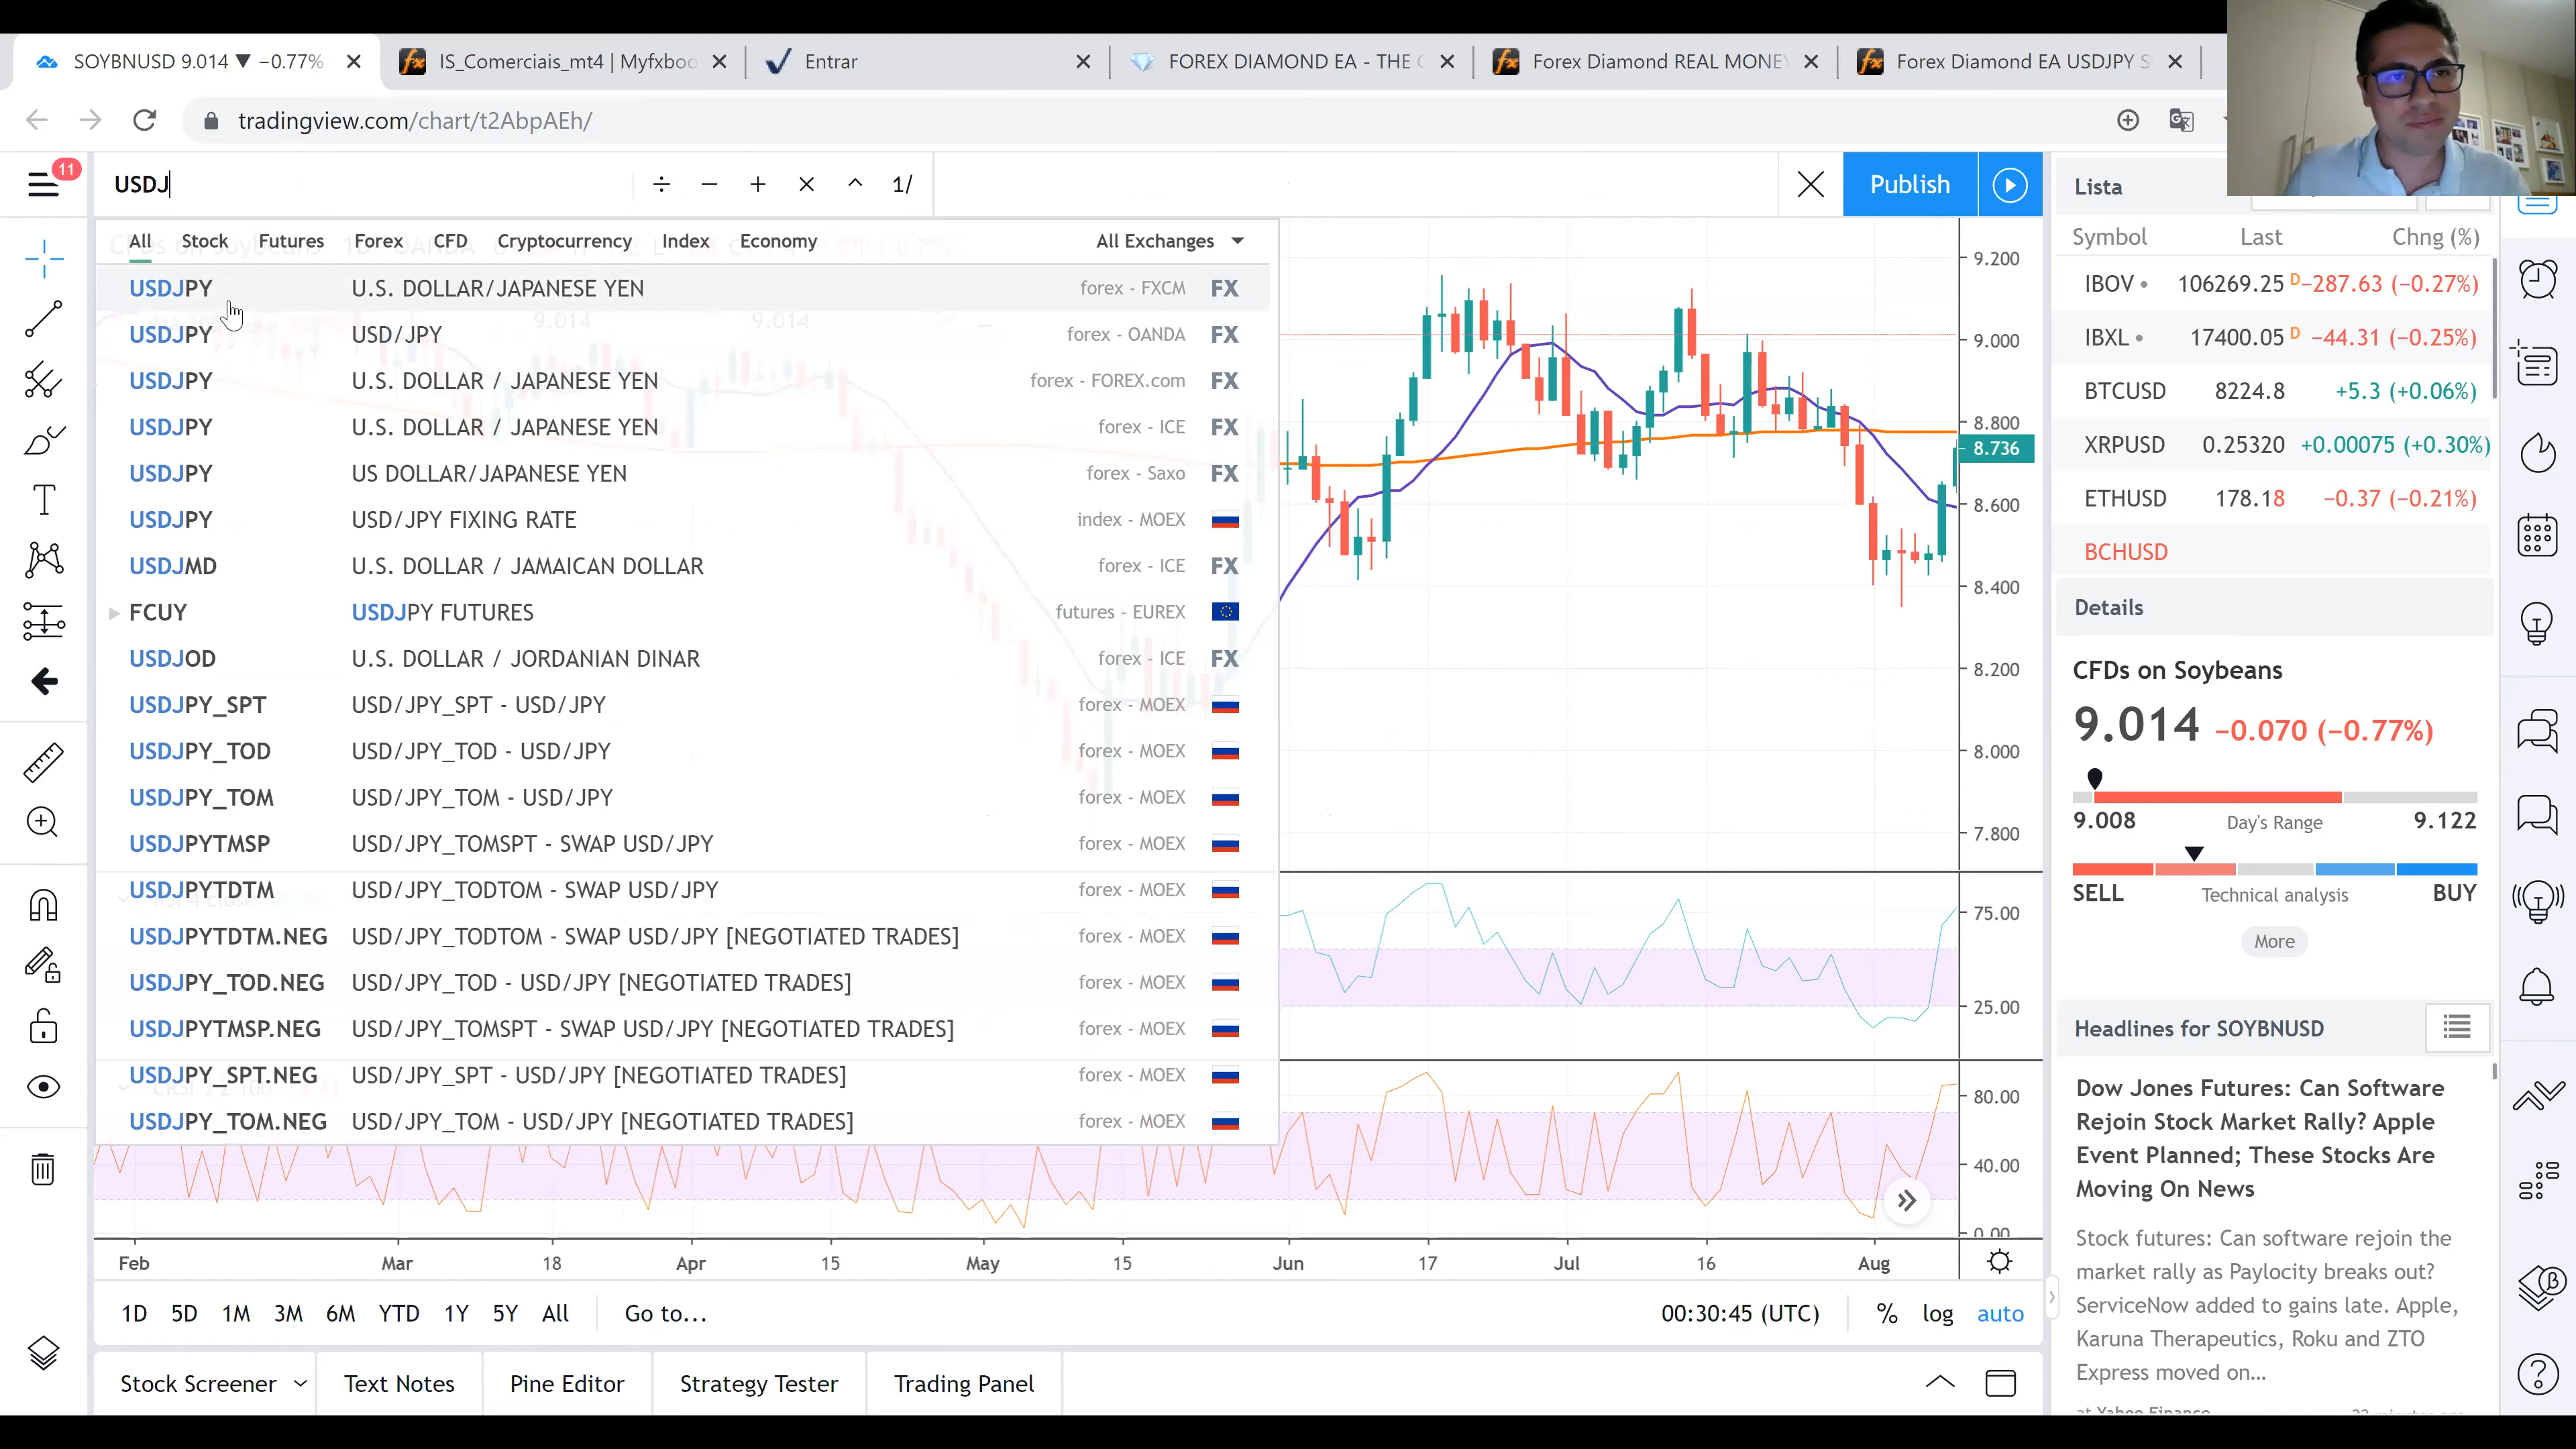 SOYBNUSD 9.014 ▼ −0.77%
IS_Comerciais_mt4 | Myfxboo
Entrar
FOREX DIAMOND EA - THE
Forex Diamond REAL MONEY
Forex Diamond EA USDJPY S
tradingview.com/chart/t2AbpAEh/
11
USDJ
÷ − + × ^ 1/
Publish
All Stock Futures Forex CFD Cryptocurrency Index Economy All Exchanges
USDJPY U.S. DOLLAR/JAPANESE YEN forex - FXCM FX
USDJPY USD/JPY forex - OANDA FX
USDJPY U.S. DOLLAR / JAPANESE YEN forex - FOREX.com FX
USDJPY U.S. DOLLAR / JAPANESE YEN forex - ICE FX
USDJPY US DOLLAR/JAPANESE YEN forex - Saxo FX
USDJPY USD/JPY FIXING RATE index - MOEX
USDJMD U.S. DOLLAR / JAMAICAN DOLLAR forex - ICE FX
FCUY USDJPY FUTURES futures - EUREX
USDJOD U.S. DOLLAR / JORDANIAN DINAR forex - ICE FX
USDJPY_SPT USD/JPY_SPT - USD/JPY forex - MOEX
USDJPY_TOD USD/JPY_TOD - USD/JPY forex - MOEX
USDJPY_TOM USD/JPY_TOM - USD/JPY forex - MOEX
USDJPYTMSP USD/JPY_TOMSPT - SWAP USD/JPY forex - MOEX
USDJPYTDTM USD/JPY_TODTOM - SWAP USD/JPY forex - MOEX
USDJPYTDTM.NEG USD/JPY_TODTOM - SWAP USD/JPY [NEGOTIATED TRADES] forex - MOEX
USDJPY_TOD.NEG USD/JPY_TOD - USD/JPY [NEGOTIATED TRADES] forex - MOEX
USDJPYTMSP.NEG USD/JPY_TOMSPT - SWAP USD/JPY [NEGOTIATED TRADES] forex - MOEX
USDJPY_SPT.NEG USD/JPY_SPT - USD/JPY [NEGOTIATED TRADES] forex - MOEX
USDJPY_TOM.NEG USD/JPY_TOM - USD/JPY [NEGOTIATED TRADES] forex - MOEX
9.014 9.014
9.200
9.000
8.800
8.736
8.600
8.400
8.200
8.000
7.800
75.00
25.00
80.00
40.00
0.00
Feb Mar 18 Apr 15 May 15 Jun 17 Jul 16 Aug
1D 5D 1M 3M 6M YTD 1Y 5Y All Go to...
00:30:45 (UTC) % log auto
Stock Screener Text Notes Pine Editor Strategy Tester Trading Panel
Lista
Symbol Last Chng (%)
IBOV 106269.25 D −287.63 (−0.27%)
IBXL 17400.05 D −44.31 (−0.25%)
BTCUSD 8224.8 +5.3 (+0.06%)
XRPUSD 0.25320 +0.00075 (+0.30%)
ETHUSD 178.18 −0.37 (−0.21%)
BCHUSD
Details
CFDs on Soybeans
9.014 −0.070 (−0.77%)
9.008 Day's Range 9.122
SELL Technical analysis BUY
More
Headlines for SOYBNUSD
Dow Jones Futures: Can Software
Rejoin Stock Market Rally? Apple
Event Planned; These Stocks Are
Moving On News
Stock futures: Can software rejoin the
market rally as Paylocity breaks out?
ServiceNow added to gains late. Apple,
Karuna Therapeutics, Roku and ZTO
Express moved on...